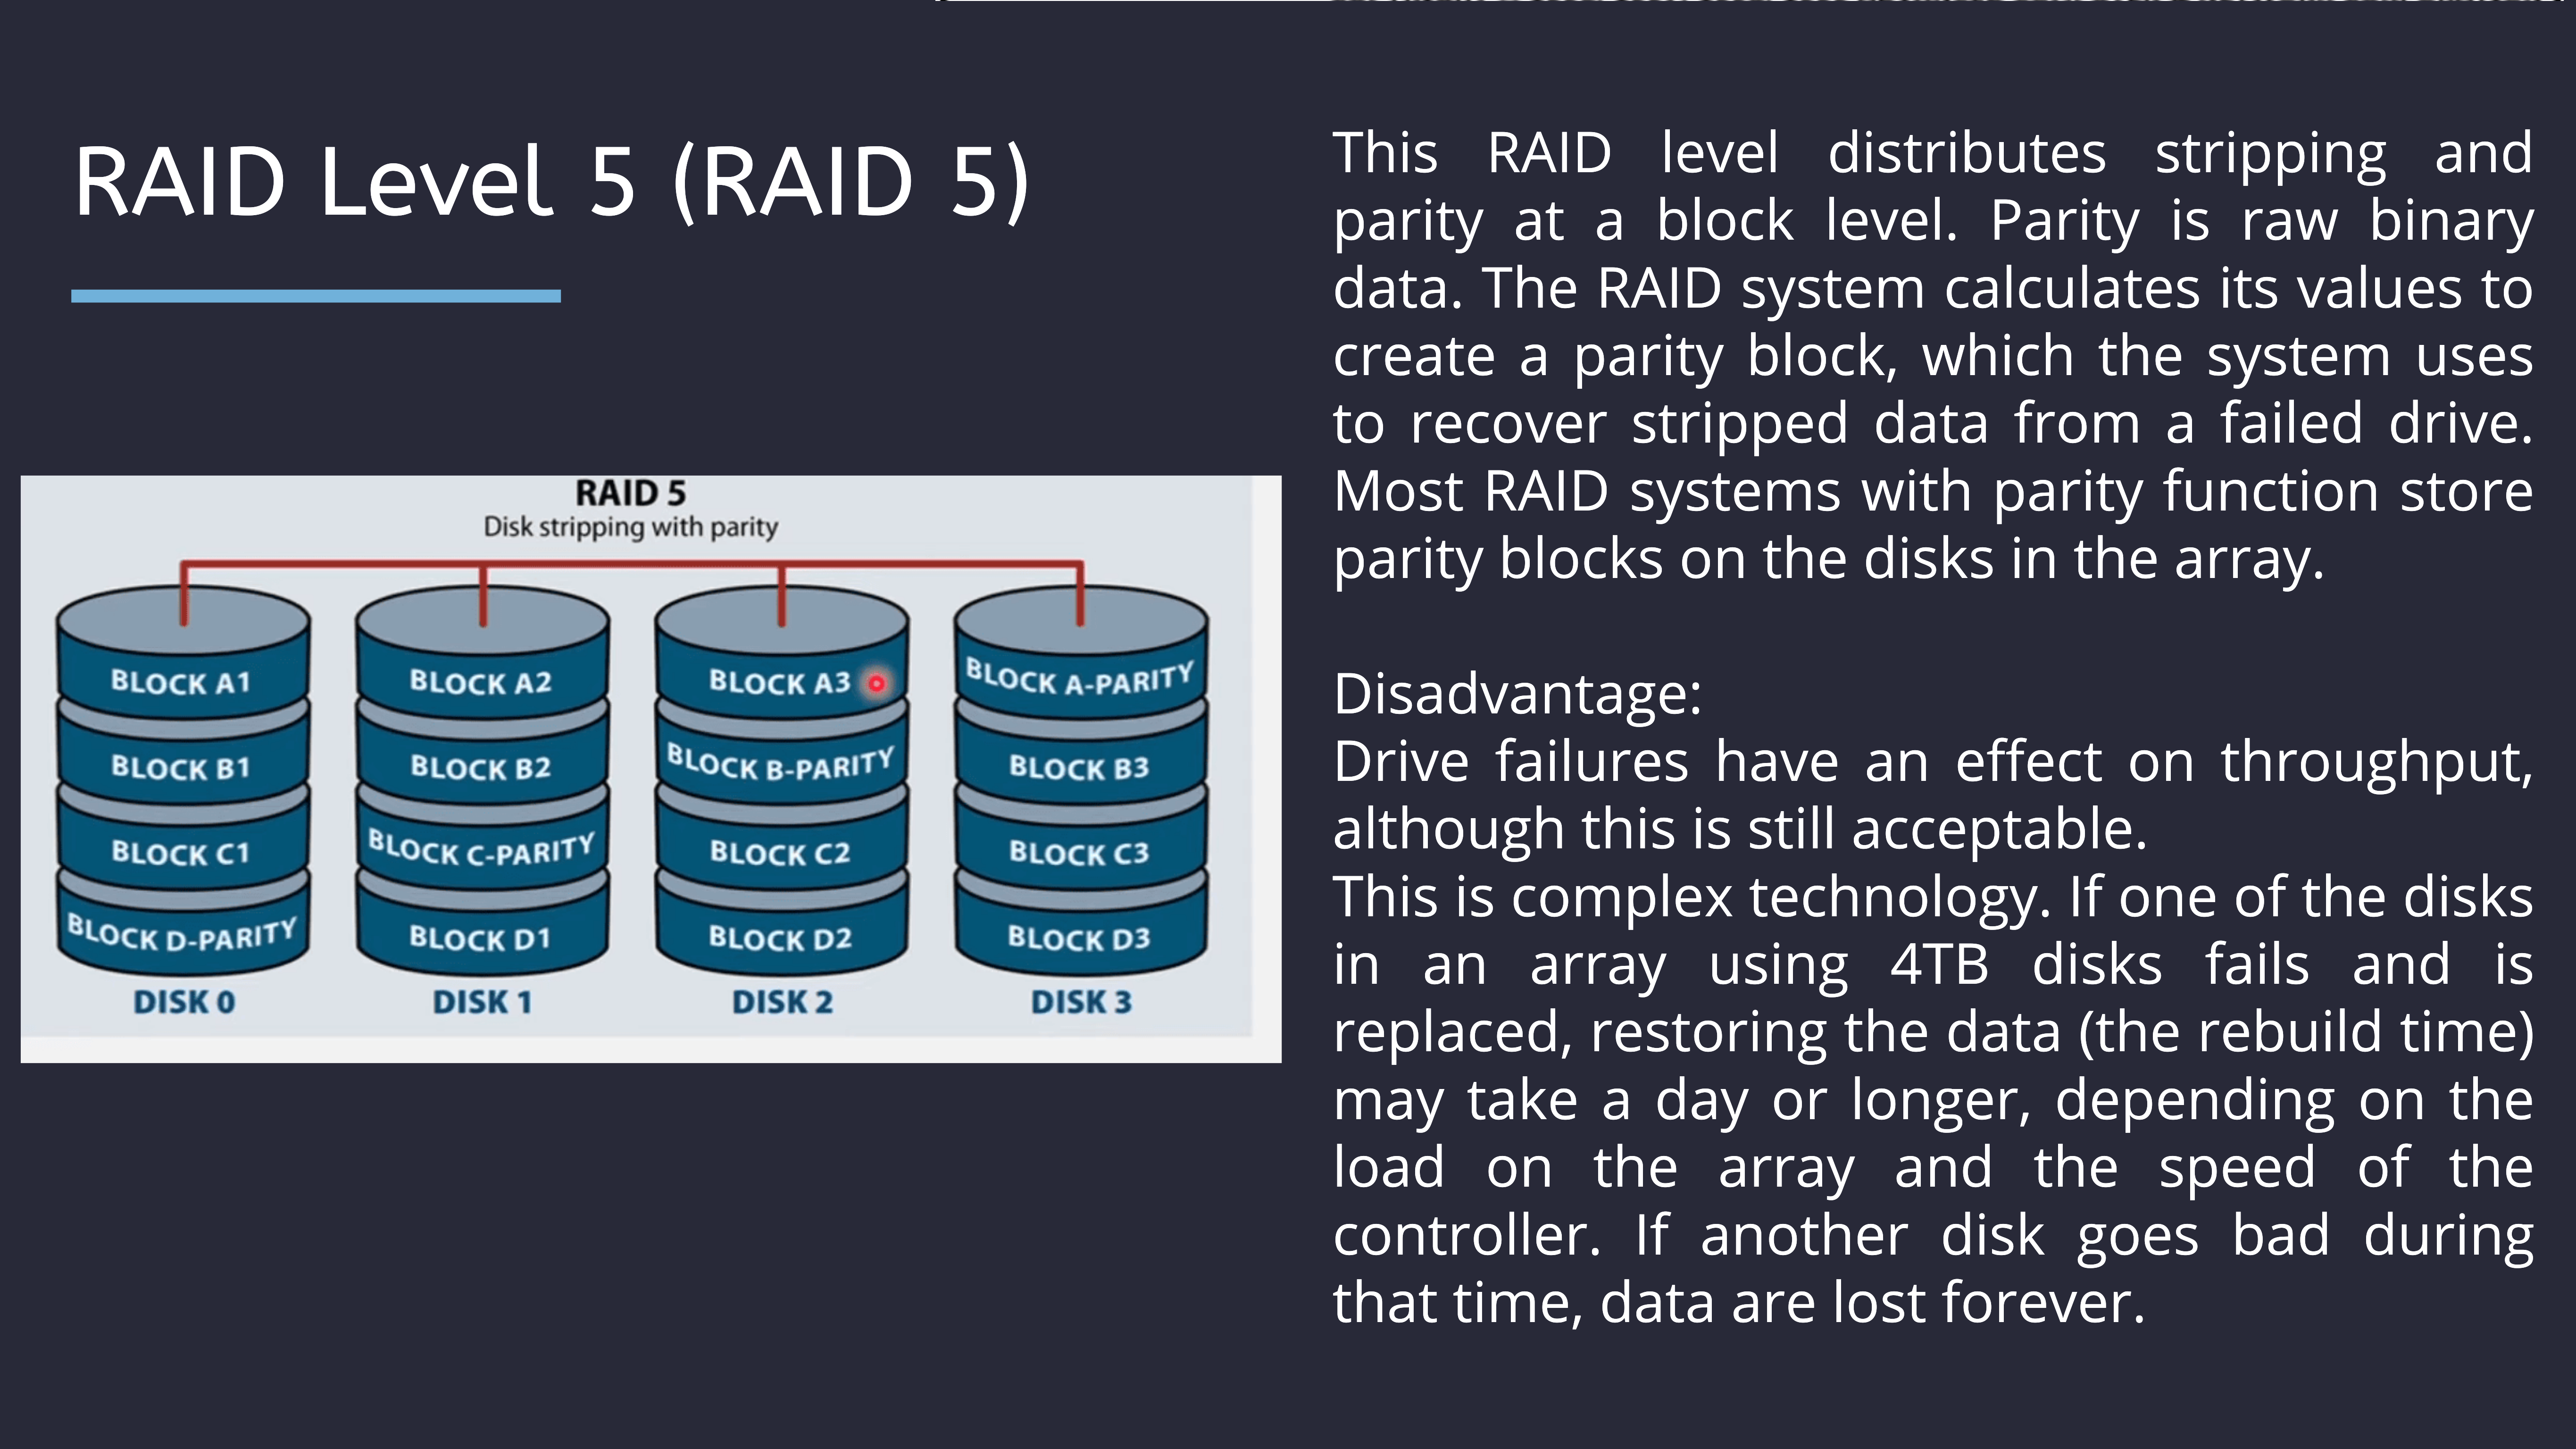 RAID Level 5 (RAID 5)
RAID 5
Disk stripping with parity
BLOCK A1
BLOCK A2
BLOCK A3
BLOCK A-PARITY
BLOCK B1
BLOCK B2
BLOCK B-PARITY
BLOCK B3
BLOCK C1
BLOCK C-PARITY
BLOCK C2
BLOCK C3
BLOCK D-PARITY
BLOCK D1
BLOCK D2
BLOCK D3
DISK 0
DISK 1
DISK 2
DISK 3
This RAID level distributes stripping and
parity at a block level. Parity is raw binary
data. The RAID system calculates its values to
create a parity block, which the system uses
to recover stripped data from a failed drive.
Most RAID systems with parity function store
parity blocks on the disks in the array.
Disadvantage:
Drive failures have an effect on throughput,
although this is still acceptable.
This is complex technology. If one of the disks
in an array using 4TB disks fails and is
replaced, restoring the data (the rebuild time)
may take a day or longer, depending on the
load on the array and the speed of the
controller. If another disk goes bad during
that time, data are lost forever.